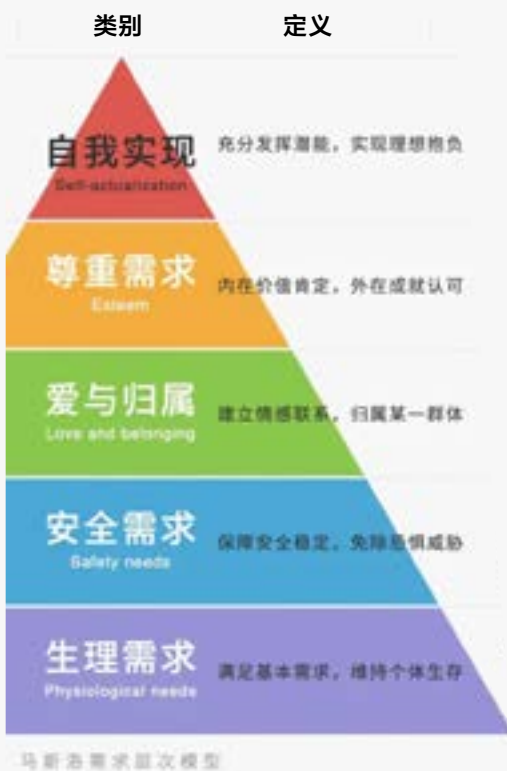 类别 定义
自我实现 充分发挥潜能，实现理想抱负
Self-actualization
尊重需求 内在价值肯定，外在成就认可
Esteem
爱与归属 建立情感联系，归属某一群体
Love and belonging
安全需求 保障安全稳定，免除恐惧威胁
Safety needs
生理需求 满足基本需求，维持个体生存
Physiological needs
马斯洛需求层次模型